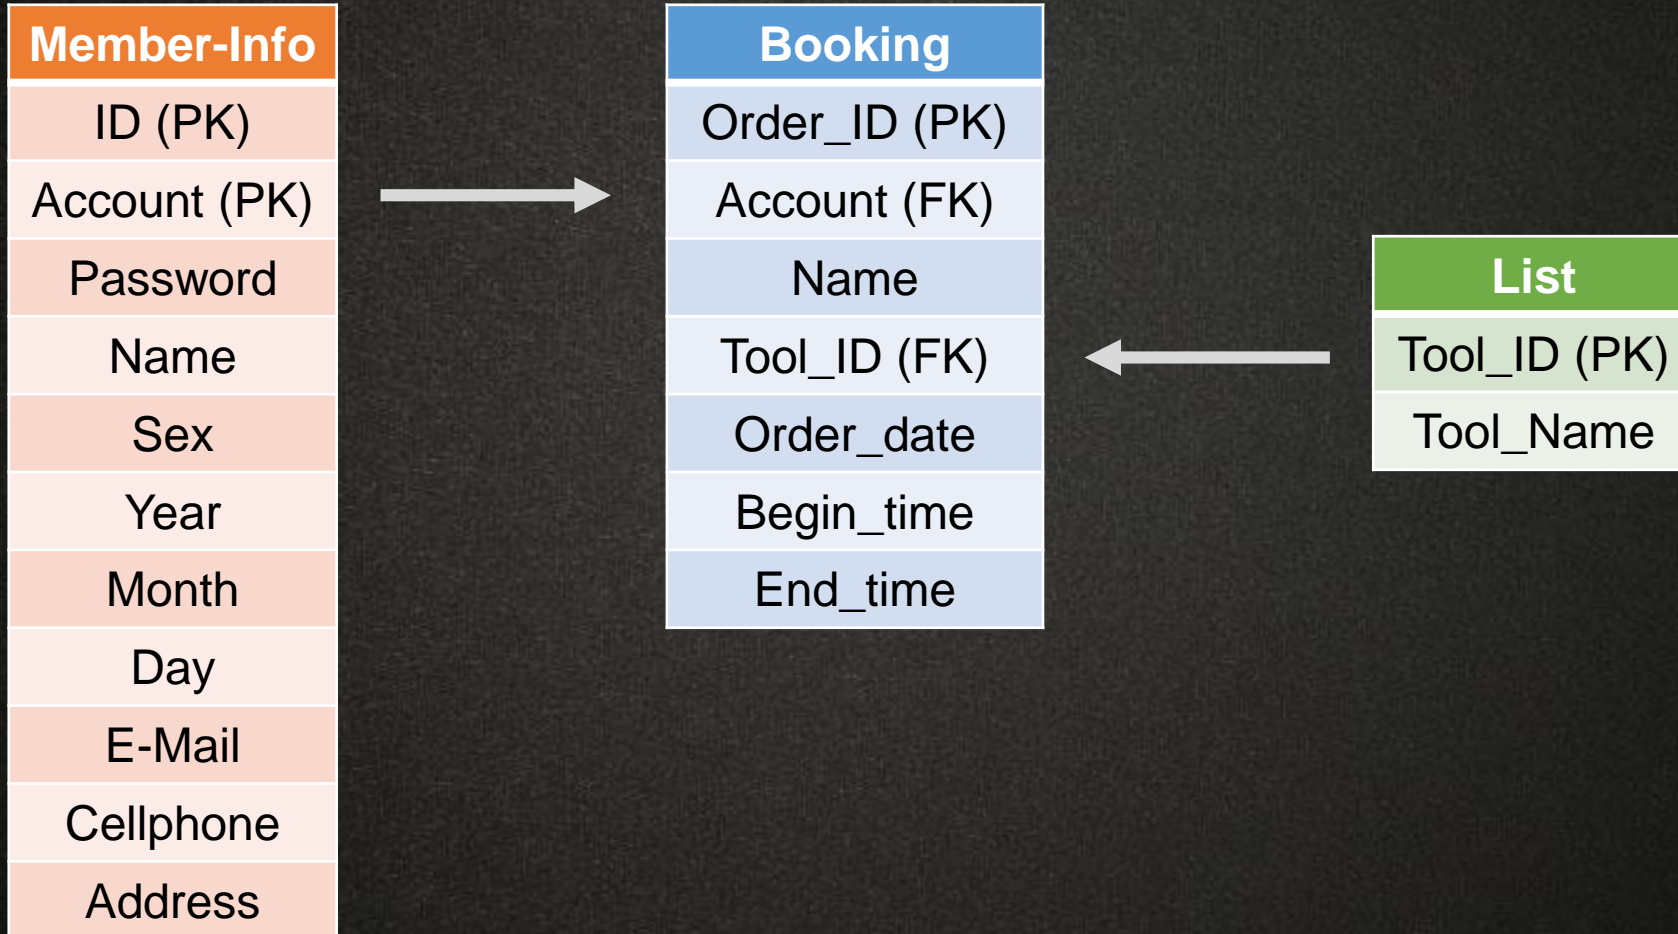 Member-Info
ID (PK)
Account (PK)
Password
Name
Sex
Year
Month
Day
E-Mail
Cellphone
Address
Booking
Order_ID (PK)
Account (FK)
Name
Tool_ID (FK)
Order_date
Begin_time
End_time
List
Tool_ID (PK)
Tool_Name